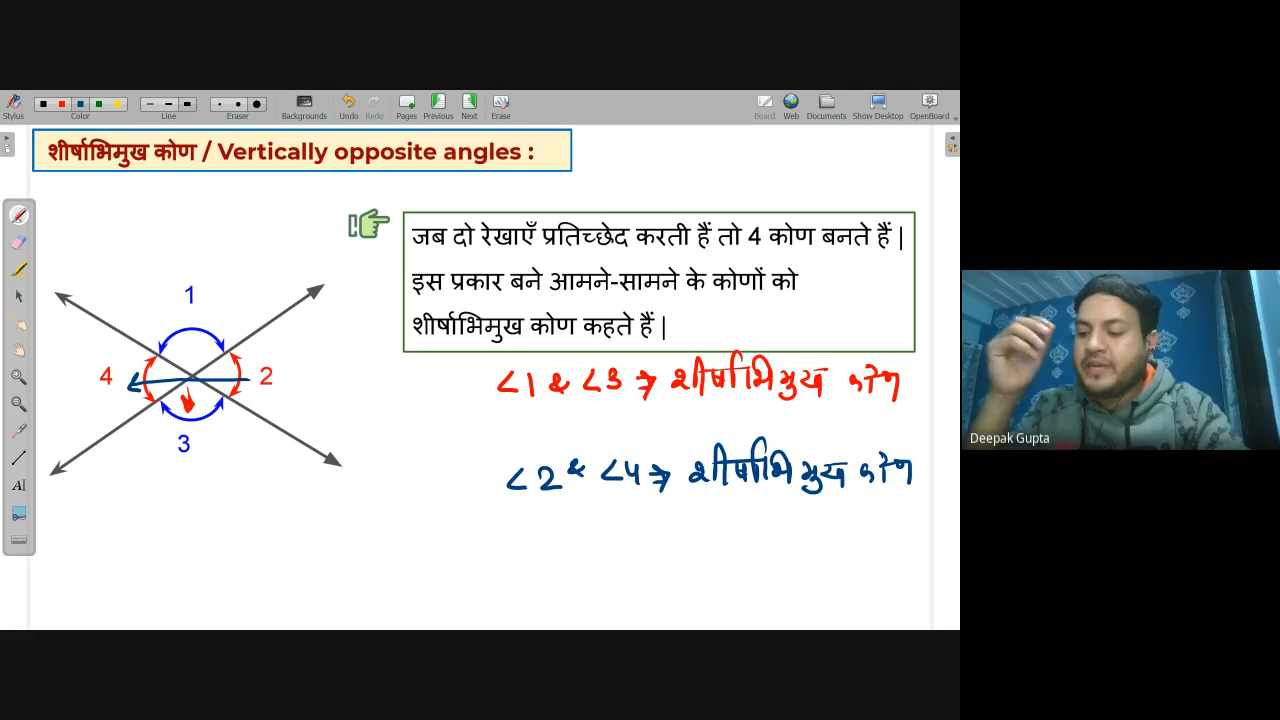 Stylus
Color
Line
Eraser
Backgrounds
Undo
Redo
Pages
Previous
Next
Erase
Board
Web
Documents
Show Desktop
OpenBoard
शीर्षाभिमुख कोण / Vertically opposite angles :
जब दो रेखाएँ प्रतिच्छेद करती हैं तो 4 कोण बनते हैं |
इस प्रकार बने आमने-सामने के कोणों को
शीर्षाभिमुख कोण कहते हैं |
1
4
2
3
∠1 & ∠3 → शीर्षाभिमुख कोण
∠2 & ∠4 → शीर्षाभिमुख कोण
Deepak Gupta